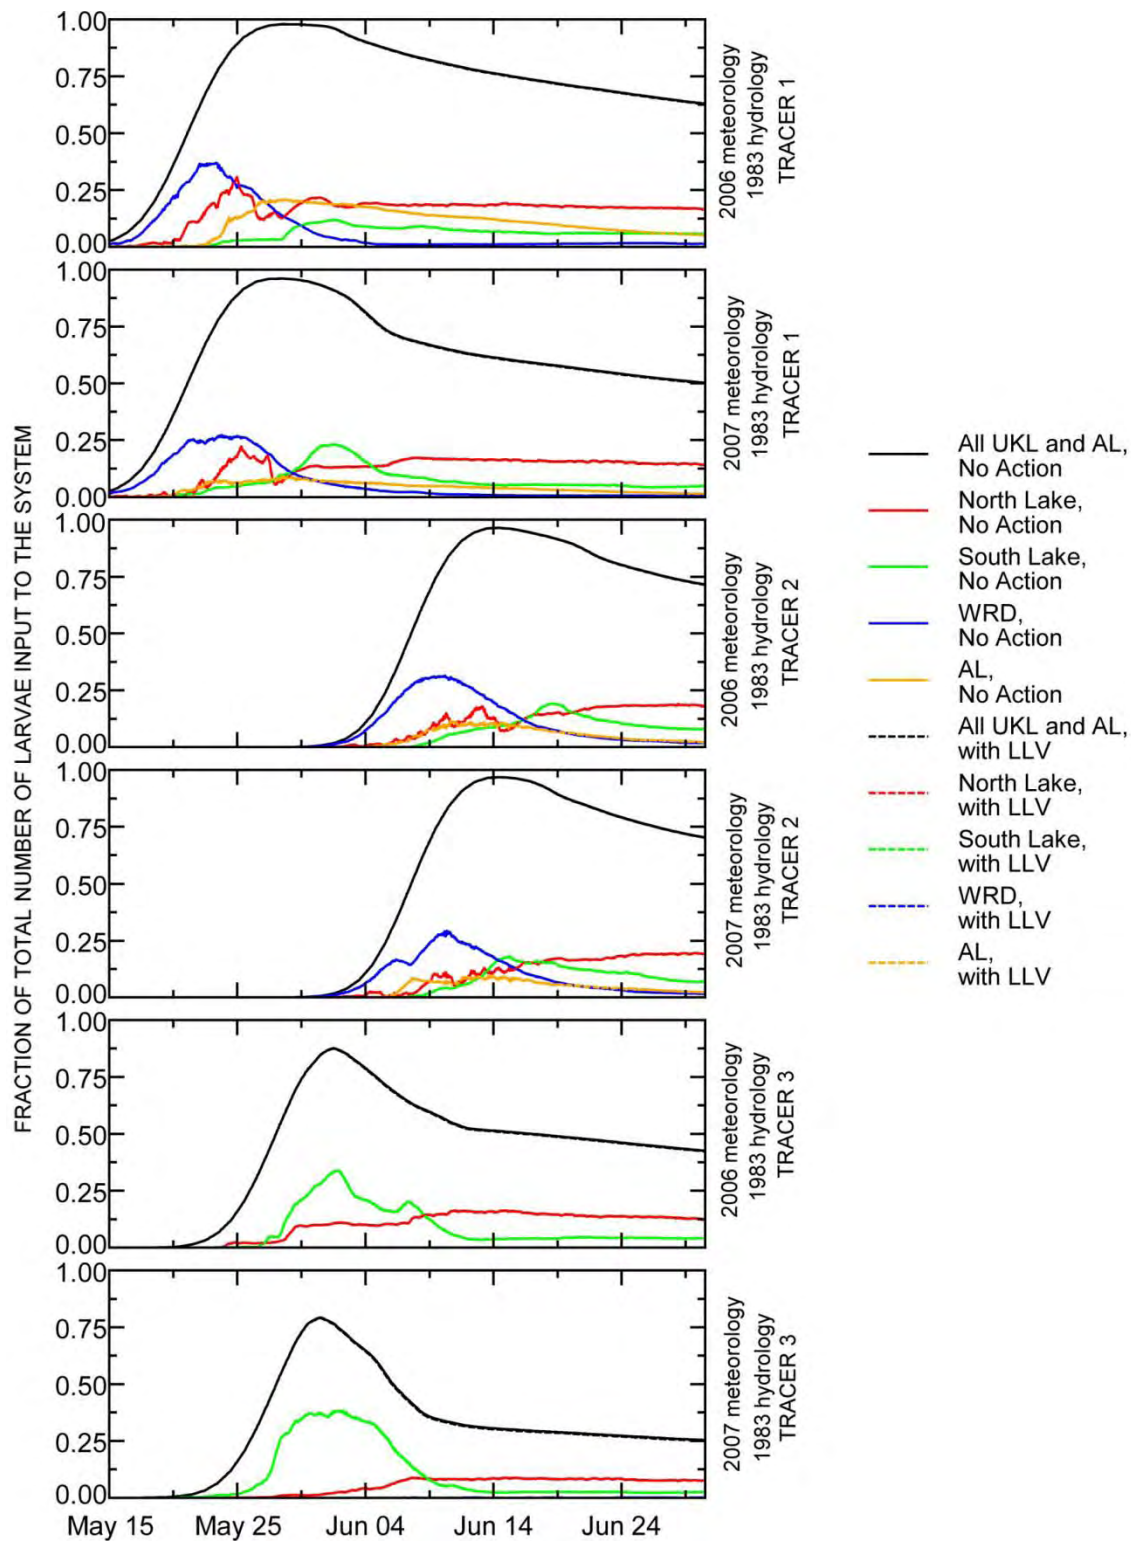 FRACTION OF TOTAL NUMBER OF LARVAE INPUT TO THE SYSTEM
1.00
0.75
0.50
0.25
0.00
2006 meteorology
1983 hydrology
TRACER 1
1.00
0.75
0.50
0.25
0.00
2007 meteorology
1983 hydrology
TRACER 1
1.00
0.75
0.50
0.25
0.00
2006 meteorology
1983 hydrology
TRACER 2
1.00
0.75
0.50
0.25
0.00
2007 meteorology
1983 hydrology
TRACER 2
1.00
0.75
0.50
0.25
0.00
2006 meteorology
1983 hydrology
TRACER 3
1.00
0.75
0.50
0.25
0.00
2007 meteorology
1983 hydrology
TRACER 3
May 15 May 25 Jun 04 Jun 14 Jun 24
All UKL and AL,
No Action
North Lake,
No Action
South Lake,
No Action
WRD,
No Action
AL,
No Action
All UKL and AL,
with LLV
North Lake,
with LLV
South Lake,
with LLV
WRD,
with LLV
AL,
with LLV